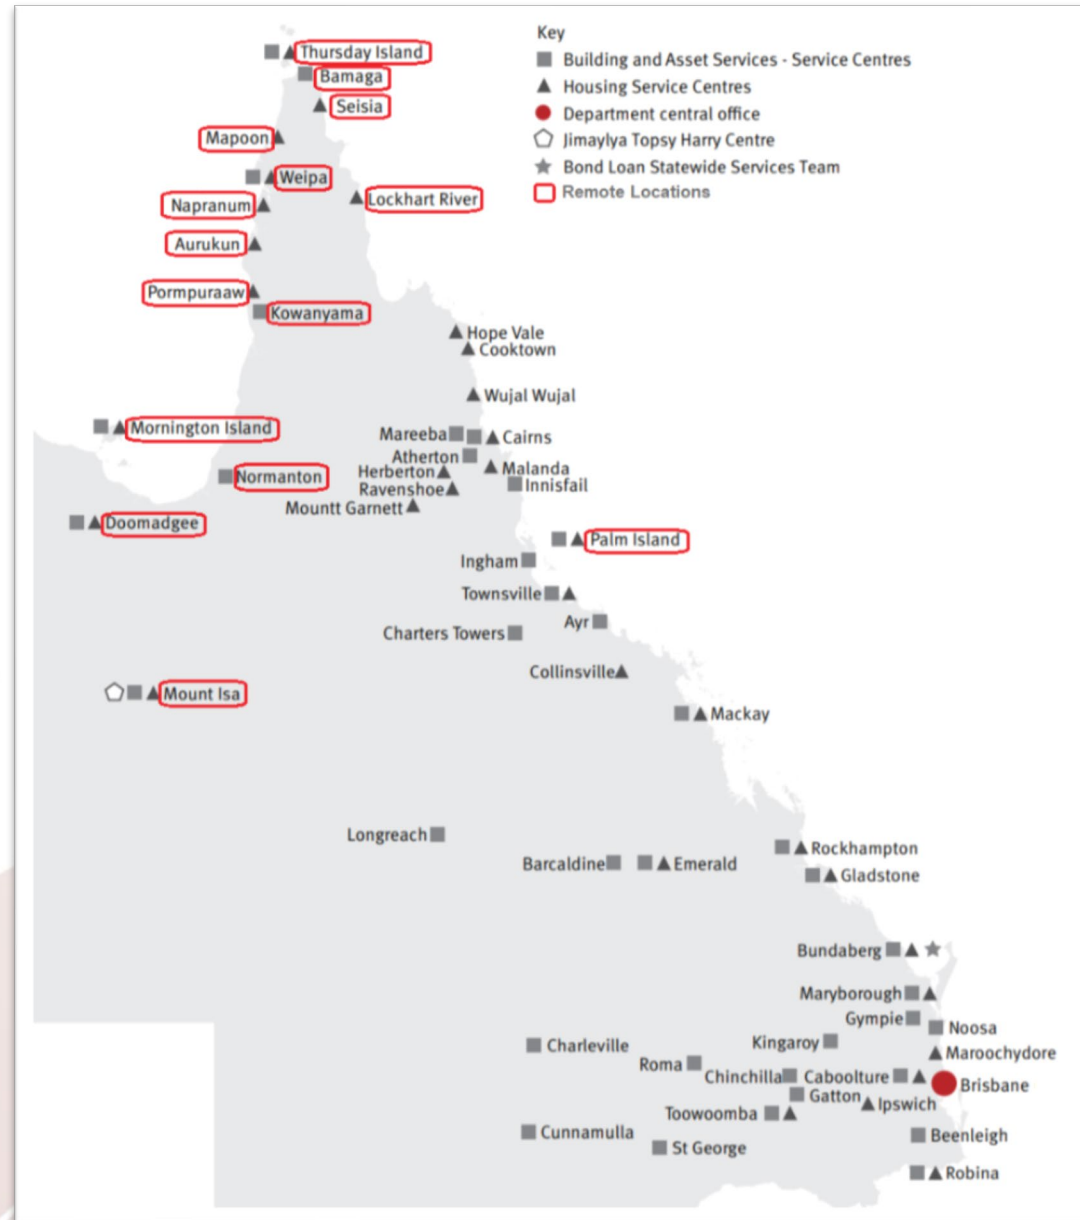 Key
Building and Asset Services - Service Centres
Housing Service Centres
Department central office
Jimaylya Topsy Harry Centre
Bond Loan Statewide Services Team
Remote Locations
Thursday Island
Bamaga
Seisia
Mapoon
Weipa
Lockhart River
Napranum
Aurukun
Pormpuraaw
Kowanyama
Hope Vale
Cooktown
Wujal Wujal
Mornington Island
Mareeba
Cairns
Atherton
Malanda
Herberton
Normanton
Innisfail
Ravenshoe
Mountt Garnett
Doomadgee
Palm Island
Ingham
Townsville
Ayr
Charters Towers
Collinsville
Mount Isa
Mackay
Longreach
Rockhampton
Barcaldine
Emerald
Gladstone
Bundaberg
Maryborough
Gympie
Noosa
Kingaroy
Charleville
Maroochydore
Roma
Chinchilla
Caboolture
Brisbane
Gatton
Ipswich
Toowoomba
Cunnamulla
Beenleigh
St George
Robina